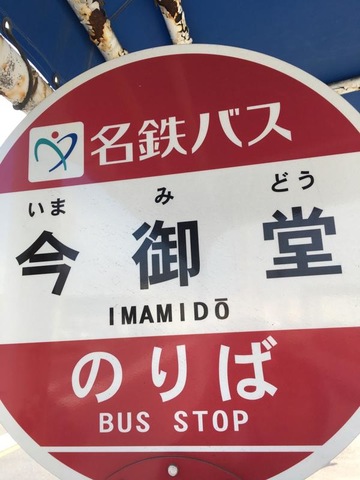 名鉄バス
いま み どう
今 御 堂
IMAMIDŌ
のりば
BUS STOP